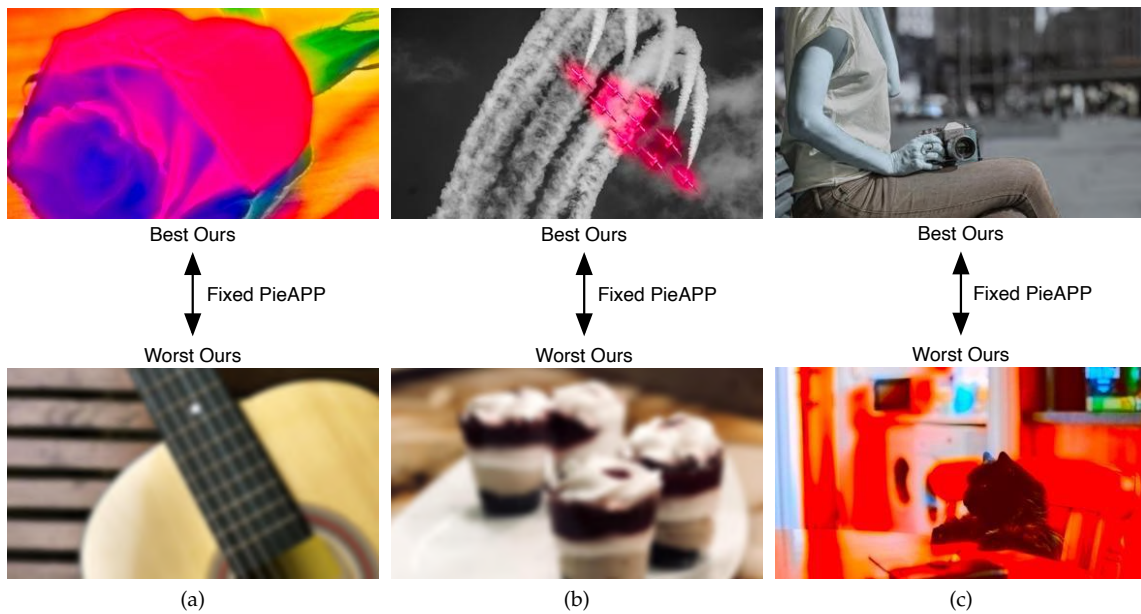 Best Ours
Best Ours
Best Ours
Fixed PieAPP
Fixed PieAPP
Fixed PieAPP
Worst Ours
Worst Ours
Worst Ours
(a)
(b)
(c)